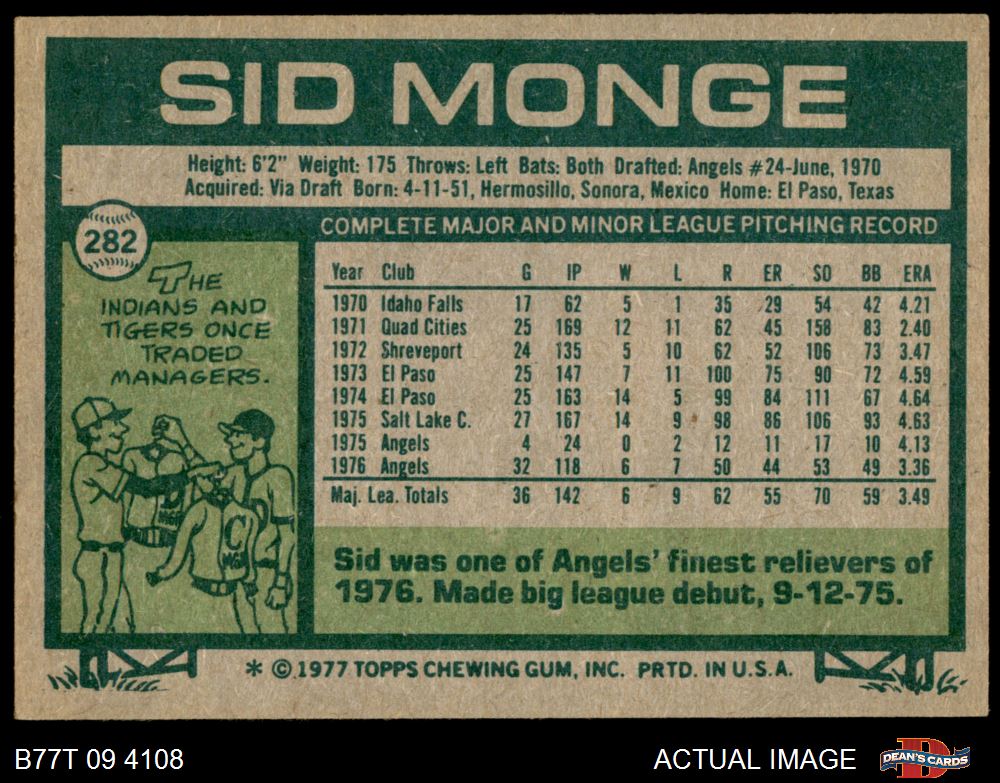 SID MONGE
Height: 6'2" Weight: 175 Throws: Left Bats: Both Drafted: Angels #24-June, 1970
Acquired: Via Draft Born: 4-11-51, Hermosillo, Sonora, Mexico Home: El Paso, Texas
282
THE
INDIANS AND
TIGERS ONCE
TRADED
MANAGERS.
C
MGR
COMPLETE MAJOR AND MINOR LEAGUE PITCHING RECORD
Year Club G IP W L R ER SO BB ERA
1970 Idaho Falls 17 62 5 1 35 29 54 42 4.21
1971 Quad Cities 25 169 12 11 62 45 158 83 2.40
1972 Shreveport 24 135 5 10 62 52 106 73 3.47
1973 El Paso 25 147 7 11 100 75 90 72 4.59
1974 El Paso 25 163 14 5 99 84 111 67 4.64
1975 Salt Lake C. 27 167 14 9 98 86 106 93 4.63
1975 Angels 4 24 0 2 12 11 17 10 4.13
1976 Angels 32 118 6 7 50 44 53 49 3.36
Maj. Lea. Totals 36 142 6 9 62 55 70 59 3.49
Sid was one of Angels' finest relievers of
1976. Made big league debut, 9-12-75.
* © 1977 TOPPS CHEWING GUM, INC. PRTD. IN U.S.A.
B77T 09 4108 ACTUAL IMAGE DEAN'S CARDS